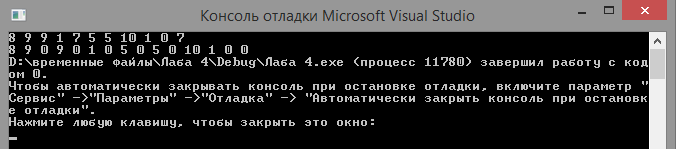 Консоль отладки Microsoft Visual Studio
8 9 9 1 7 5 5 10 1 0 7
8 9 0 9 0 1 0 5 0 5 0 10 1 0 0
D:\временные файлы\Лаба 4\Debug\Лаба 4.exe (процесс 11780) завершил работу с код
ом 0.
Чтобы автоматически закрывать консоль при остановке отладки, включите параметр "
Сервис" ->"Параметры" ->"Отладка" -> "Автоматически закрыть консоль при остановк
е отладки".
Нажмите любую клавишу, чтобы закрыть это окно: